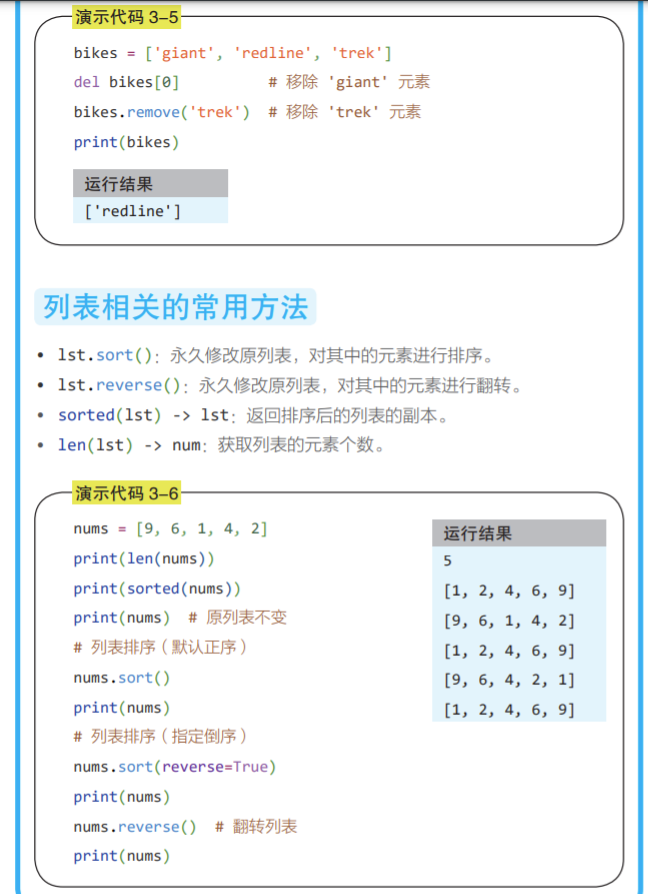 演示代码 3–5
bikes = ['giant', 'redline', 'trek']
del bikes[0]          # 移除 'giant' 元素
bikes.remove('trek')  # 移除 'trek' 元素
print(bikes)
运行结果
['redline']
列表相关的常用方法
• lst.sort()：永久修改原列表，对其中的元素进行排序。
• lst.reverse()：永久修改原列表，对其中的元素进行翻转。
• sorted(lst) -> lst：返回排序后的列表的副本。
• len(lst) -> num：获取列表的元素个数。
演示代码 3–6
nums = [9, 6, 1, 4, 2]
print(len(nums))
print(sorted(nums))
print(nums)  # 原列表不变
# 列表排序（默认正序）
nums.sort()
print(nums)
# 列表排序（指定倒序）
nums.sort(reverse=True)
print(nums)
nums.reverse()  # 翻转列表
print(nums)
运行结果
5
[1, 2, 4, 6, 9]
[9, 6, 1, 4, 2]
[1, 2, 4, 6, 9]
[9, 6, 4, 2, 1]
[1, 2, 4, 6, 9]